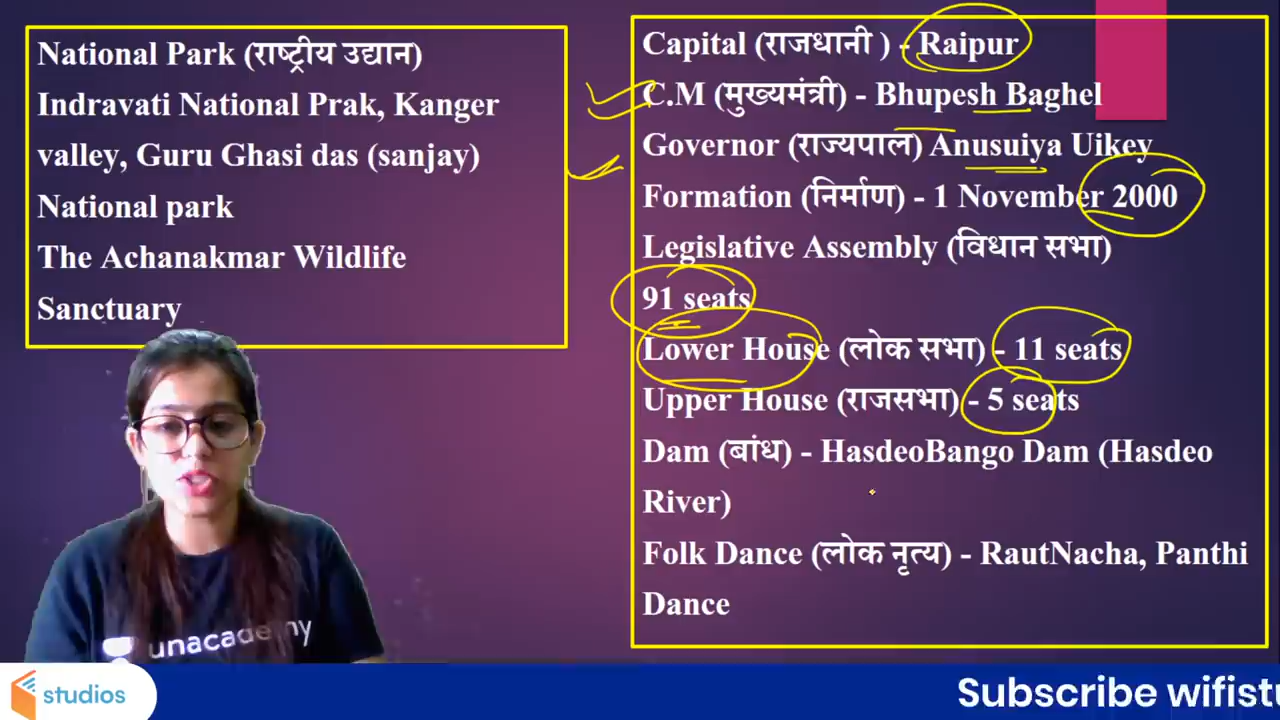 National Park (राष्ट्रीय उद्यान)
Indravati National Prak, Kanger
valley, Guru Ghasi das (sanjay)
National park
The Achanakmar Wildlife
Sanctuary
Capital (राजधानी ) - Raipur
C.M (मुख्यमंत्री) - Bhupesh Baghel
Governor (राज्यपाल) Anusuiya Uikey
Formation (निर्माण) - 1 November 2000
Legislative Assembly (विधान सभा)
91 seats
Lower House (लोक सभा) - 11 seats
Upper House (राजसभा) - 5 seats
Dam (बांध) - HasdeoBango Dam (Hasdeo
River)
Folk Dance (लोक नृत्य) - RautNacha, Panthi
Dance
unacademy
studios
Subscribe wifistu